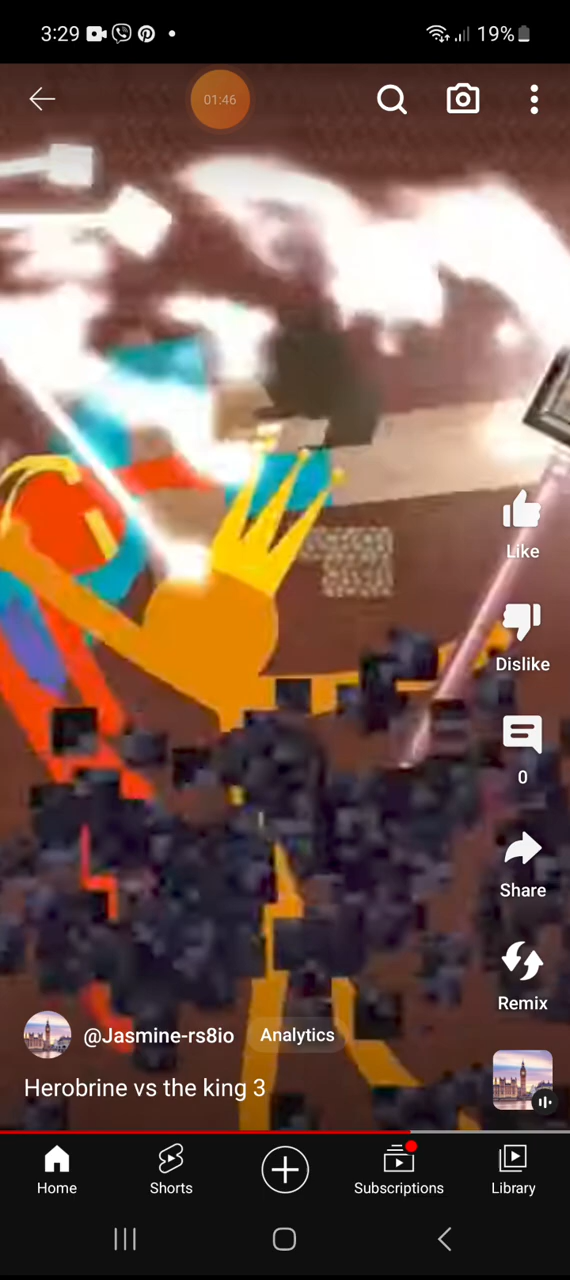 3:29
19%
01:46
Like
Dislike
0
Share
Remix
@Jasmine-rs8io Analytics
Herobrine vs the king 3
Home Shorts Subscriptions Library